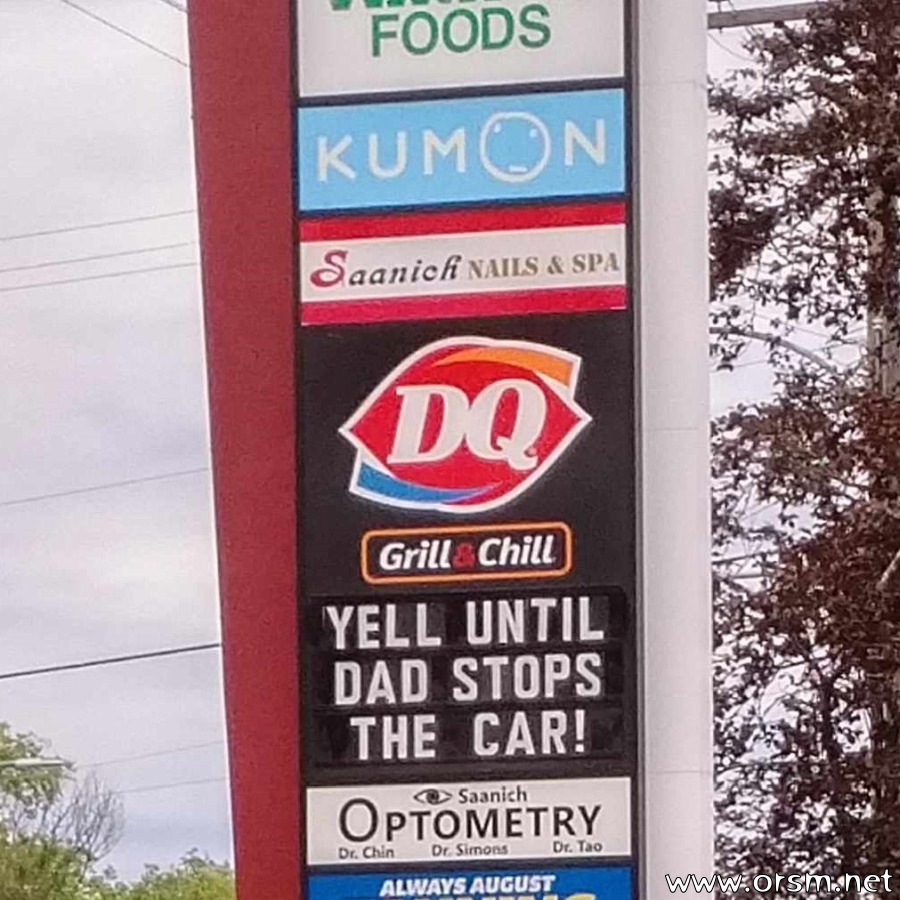 FOODS
KUMON
Saanich NAILS & SPA
DQ
Grill & Chill
YELL UNTIL
DAD STOPS
THE CAR!
Saanich
OPTOMETRY
Dr. Chin Dr. Simons Dr. Tao
ALWAYS AUGUST
www.orsm.net